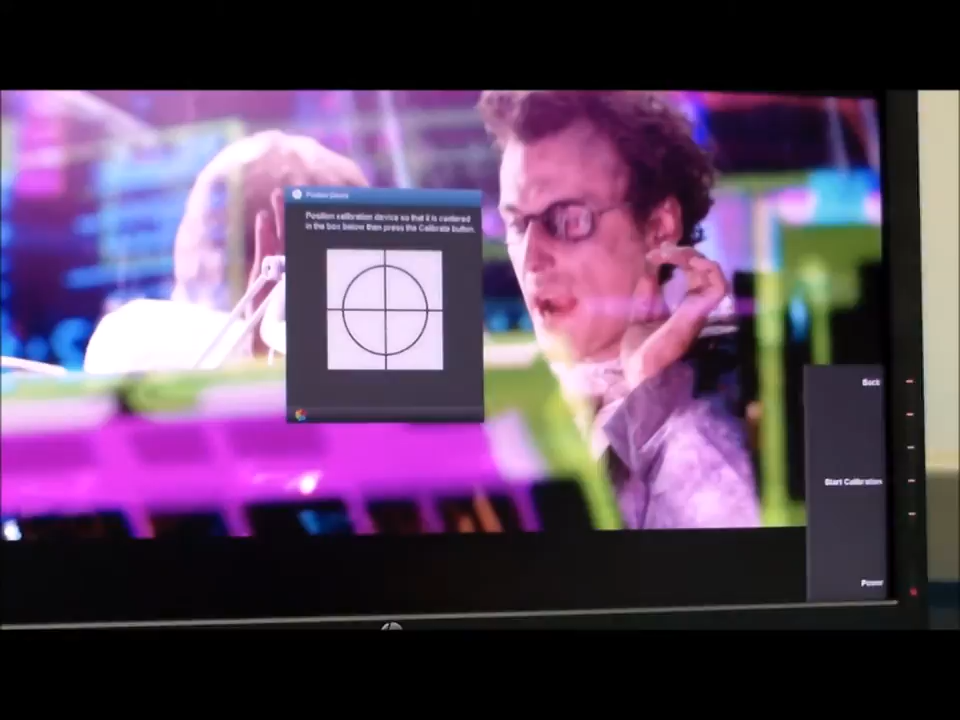 Position Device
Position calibration device so that it is centered
in the box below then press the Calibrate button.
Back
Start Calibration
Power
hp